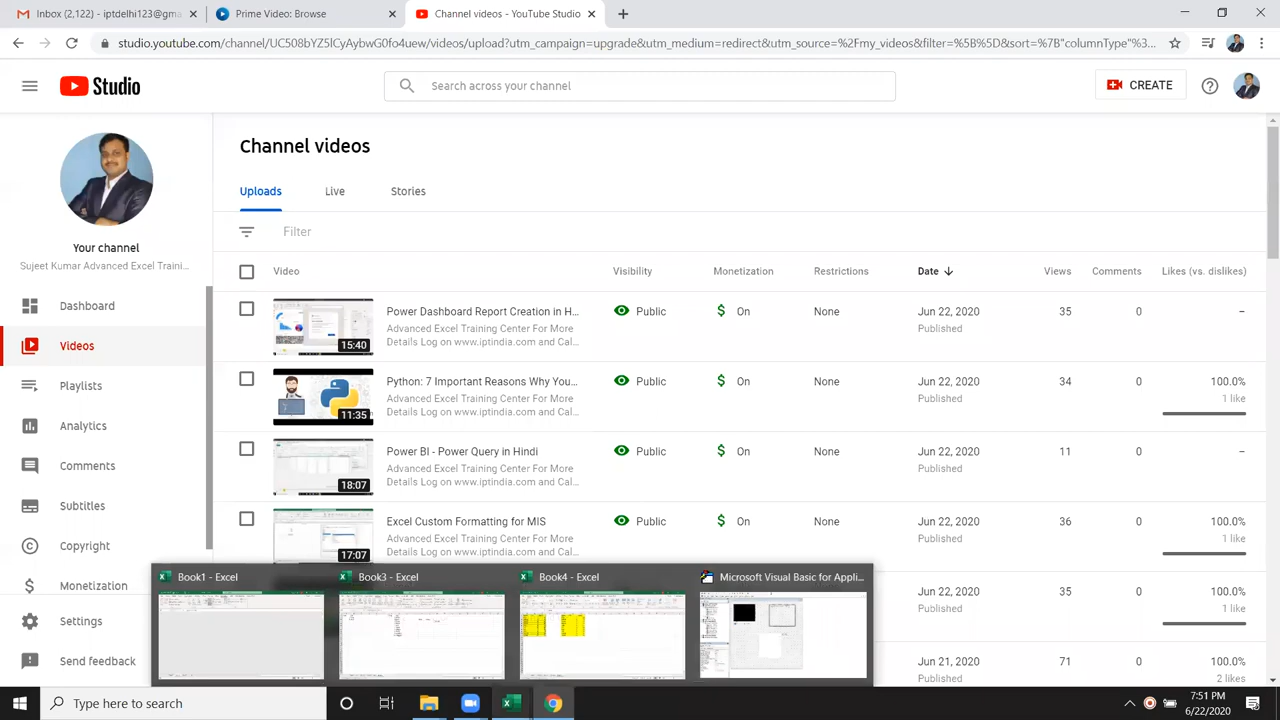 Inbox (2,122) - iptdelhi123@gmai
Prime Video: Browse
Channel videos - YouTube Studio
studio.youtube.com/channel/UC508bYZ5lCyAybwG0fo4uew/videos/upload?utm_campaign=upgrade&utm_medium=redirect&utm_source=%2Fmy_videos&filter=%5B%5D&sort=%7B"columnType"%3...
Studio
Search across your channel
CREATE
Your channel
Sujeet Kumar Advanced Excel Traini...
Dashboard
Videos
Playlists
Analytics
Comments
Subtitles
Copyright
Monetization
Settings
Send feedback
Channel videos
Uploads Live Stories
Filter
Video Visibility Monetization Restrictions Date Views Comments Likes (vs. dislikes)
15:40
Power Dashboard Report Creation in H...
Advanced Excel Training Center For More
Details Log on www.iptindia.com and Cal...
Public $ On None Jun 22, 2020 35 0 –
Published
11:35
Python: 7 Important Reasons Why You...
Advanced Excel Training Center For More
Details Log on www.iptindia.com and Cal...
Public $ On None Jun 22, 2020 34 0 100.0%
Published 1 like
18:07
Power BI - Power Query in Hindi
Advanced Excel Training Center For More
Details Log on www.iptindia.com and Cal...
Public $ On None Jun 22, 2020 11 0 –
Published
17:07
Excel Custom Formatting for MIS
Advanced Excel Training Center For More
Details Log on www.iptindia.com and Cal...
Public $ On None Jun 22, 2020 36 0 100.0%
Published 1 like
Jun 22, 2020 35 0 100.0%
Published 1 like
Jun 21, 2020 71 0 100.0%
Published 2 likes
Book1 - Excel
Book3 - Excel
Book4 - Excel
Microsoft Visual Basic for Appli...
Type here to search
7:51 PM
6/22/2020